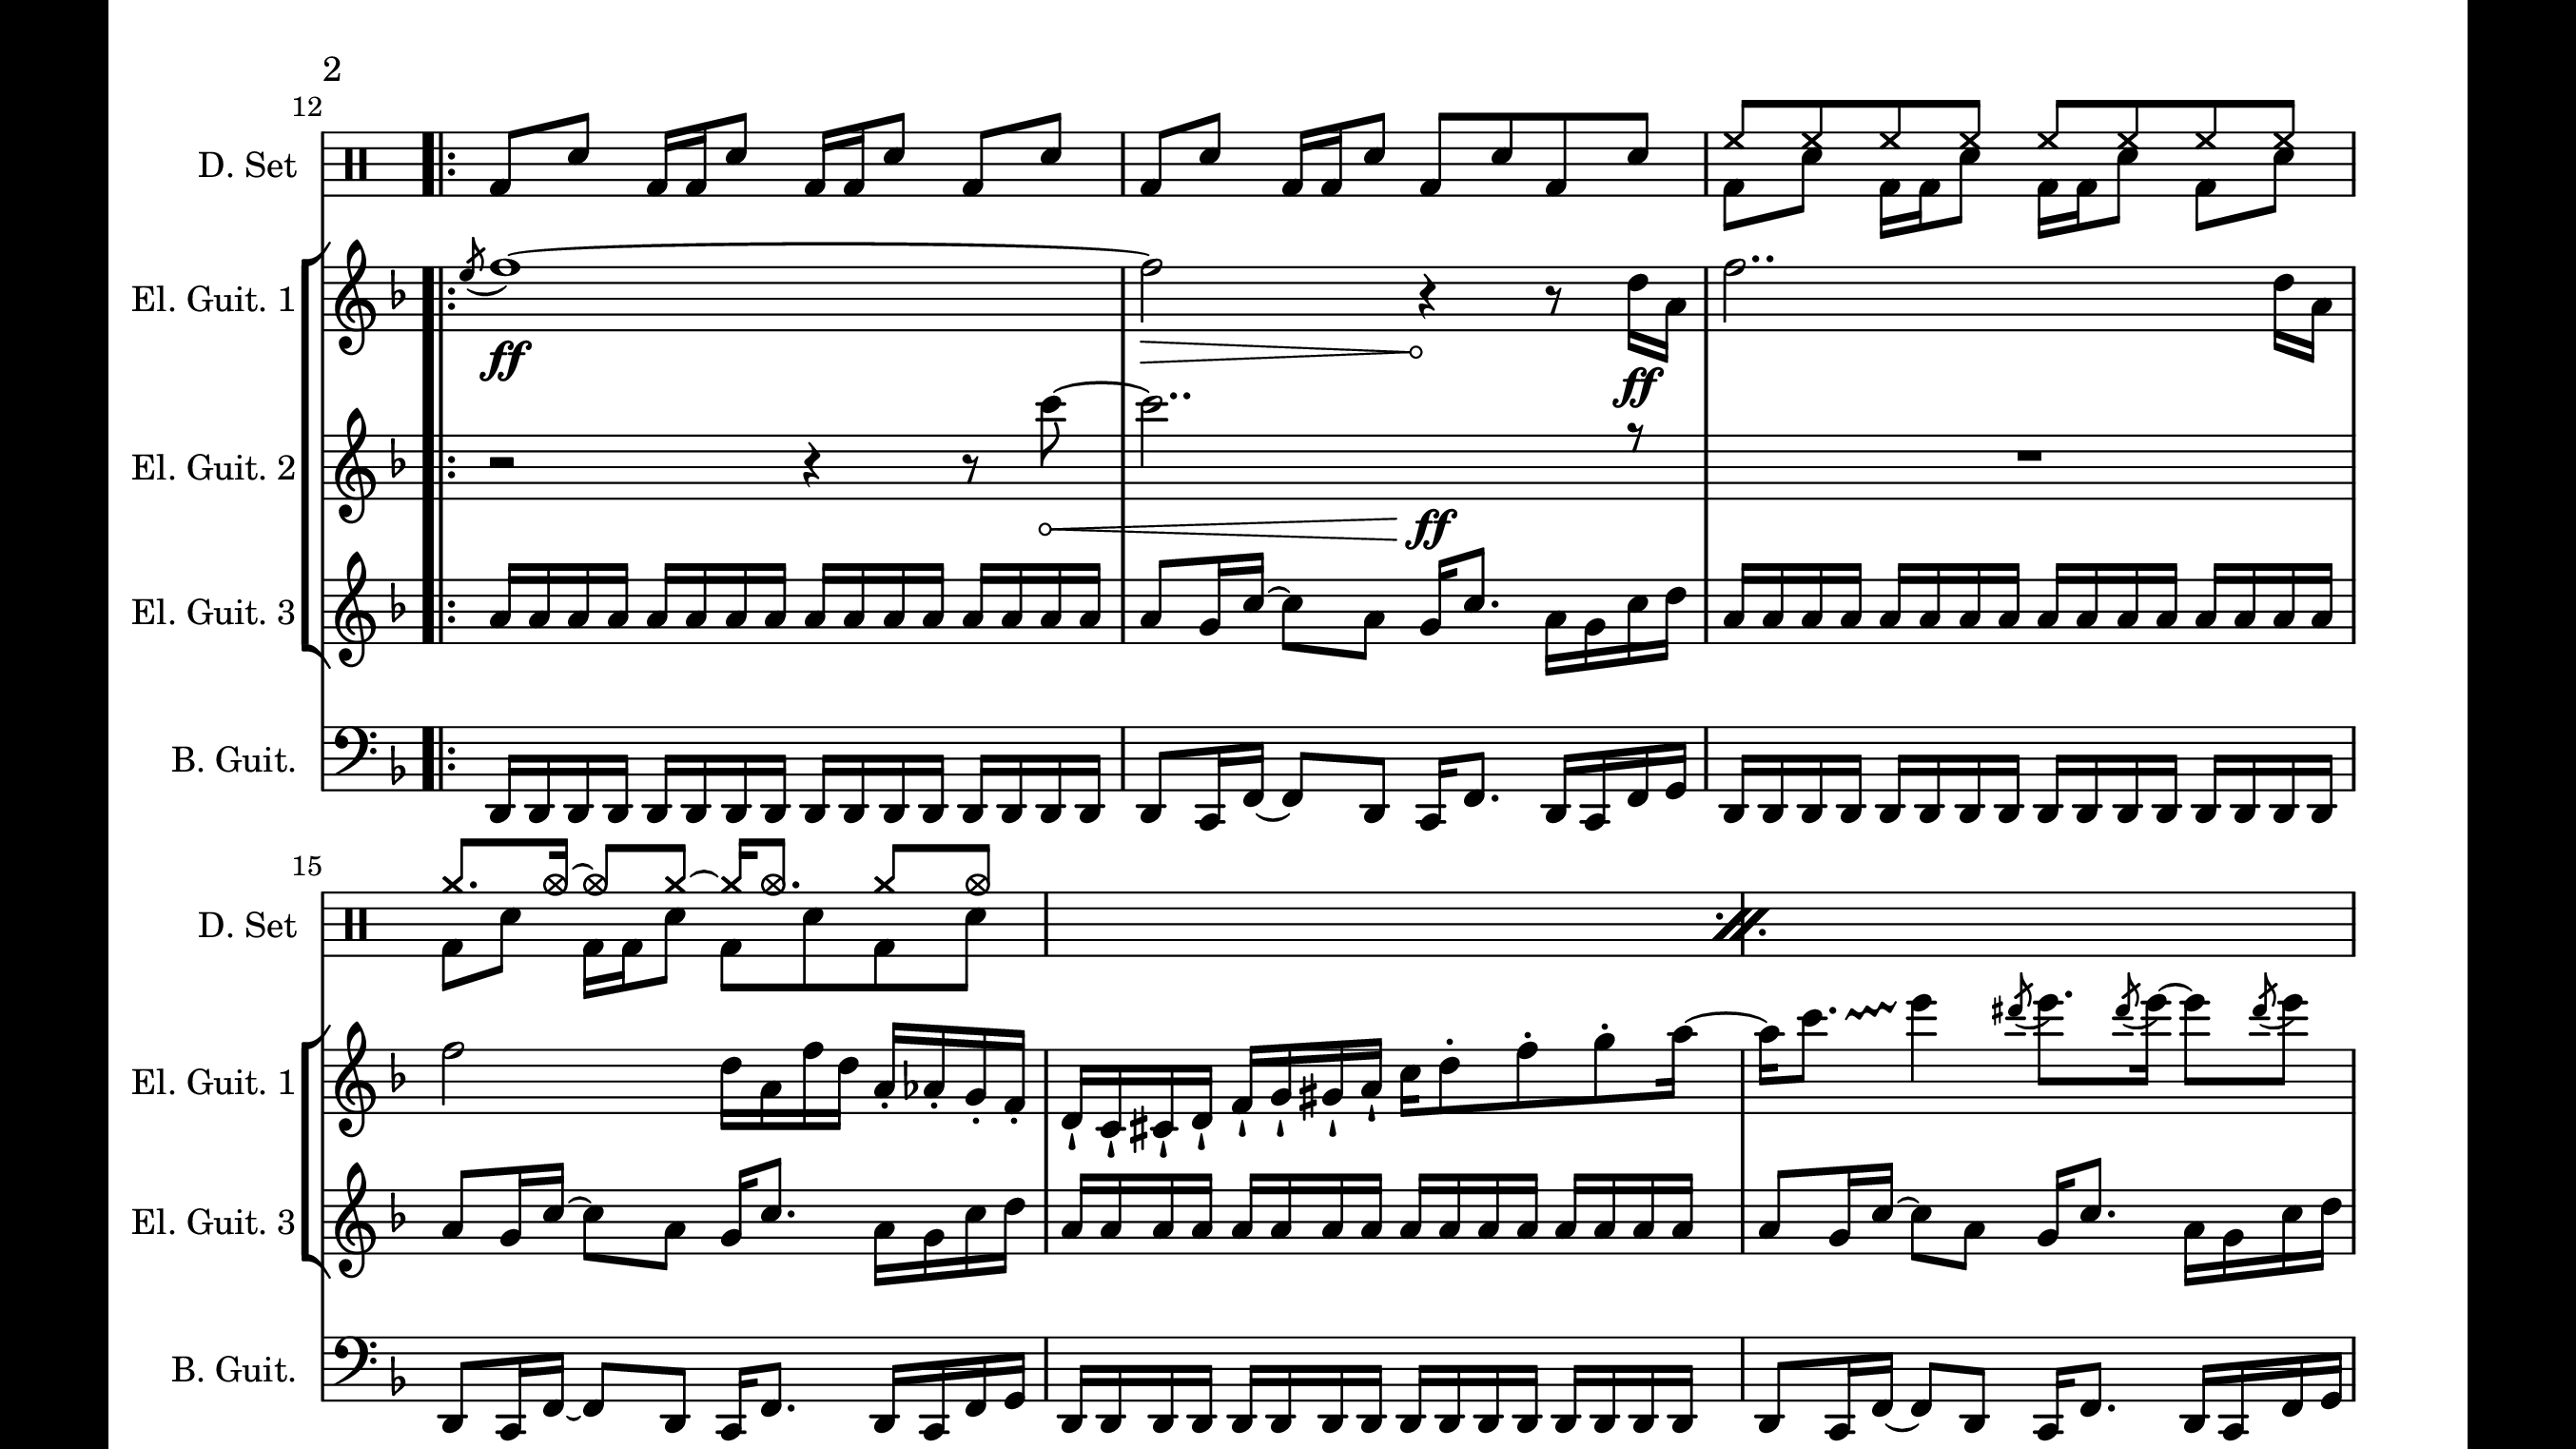 2
12
D. Set
El. Guit. 1
ff
ff
El. Guit. 2
ff
El. Guit. 3
B. Guit.
15
D. Set
El. Guit. 1
El. Guit. 3
B. Guit.